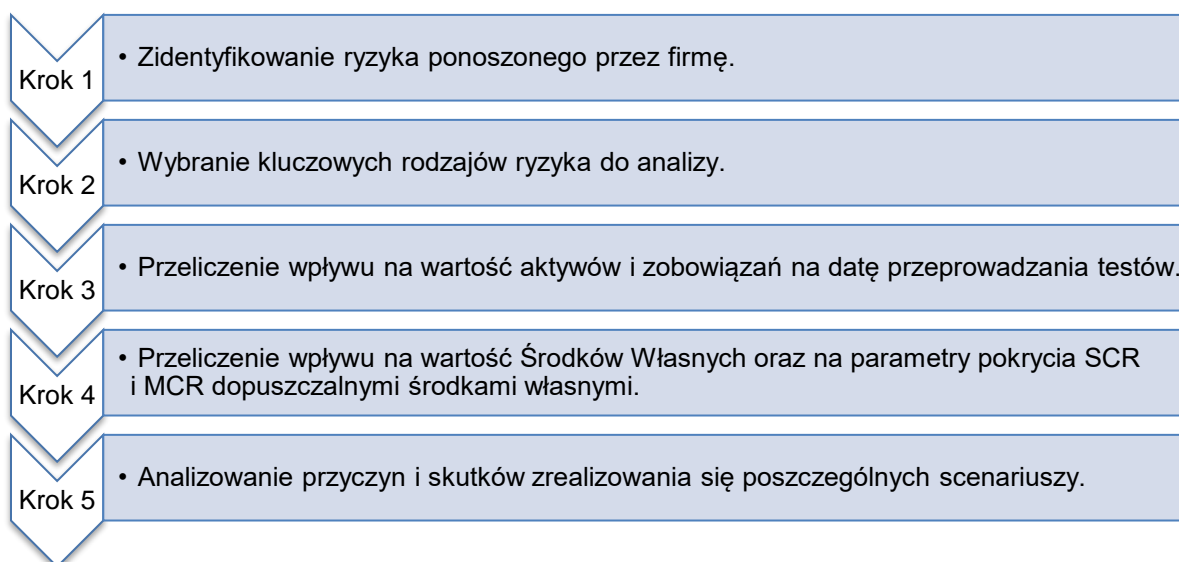 Krok 1
• Zidentyfikowanie ryzyka ponoszonego przez firmę.
Krok 2
• Wybranie kluczowych rodzajów ryzyka do analizy.
Krok 3
• Przeliczenie wpływu na wartość aktywów i zobowiązań na datę przeprowadzania testów.
Krok 4
• Przeliczenie wpływu na wartość Środków Własnych oraz na parametry pokrycia SCR
i MCR dopuszczalnymi środkami własnymi.
Krok 5
• Analizowanie przyczyn i skutków zrealizowania się poszczególnych scenariuszy.